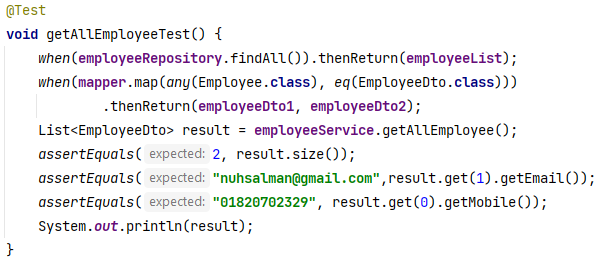 @Test
void getAllEmployeeTest() {
    when(employeeRepository.findAll()).thenReturn(employeeList);
    when(mapper.map(any(Employee.class), eq(EmployeeDto.class)))
            .thenReturn(employeeDto1, employeeDto2);
    List<EmployeeDto> result = employeeService.getAllEmployee();
    assertEquals( expected: 2, result.size());
    assertEquals( expected: "nuhsalman@gmail.com",result.get(1).getEmail());
    assertEquals( expected: "01820702329", result.get(0).getMobile());
    System.out.println(result);
}